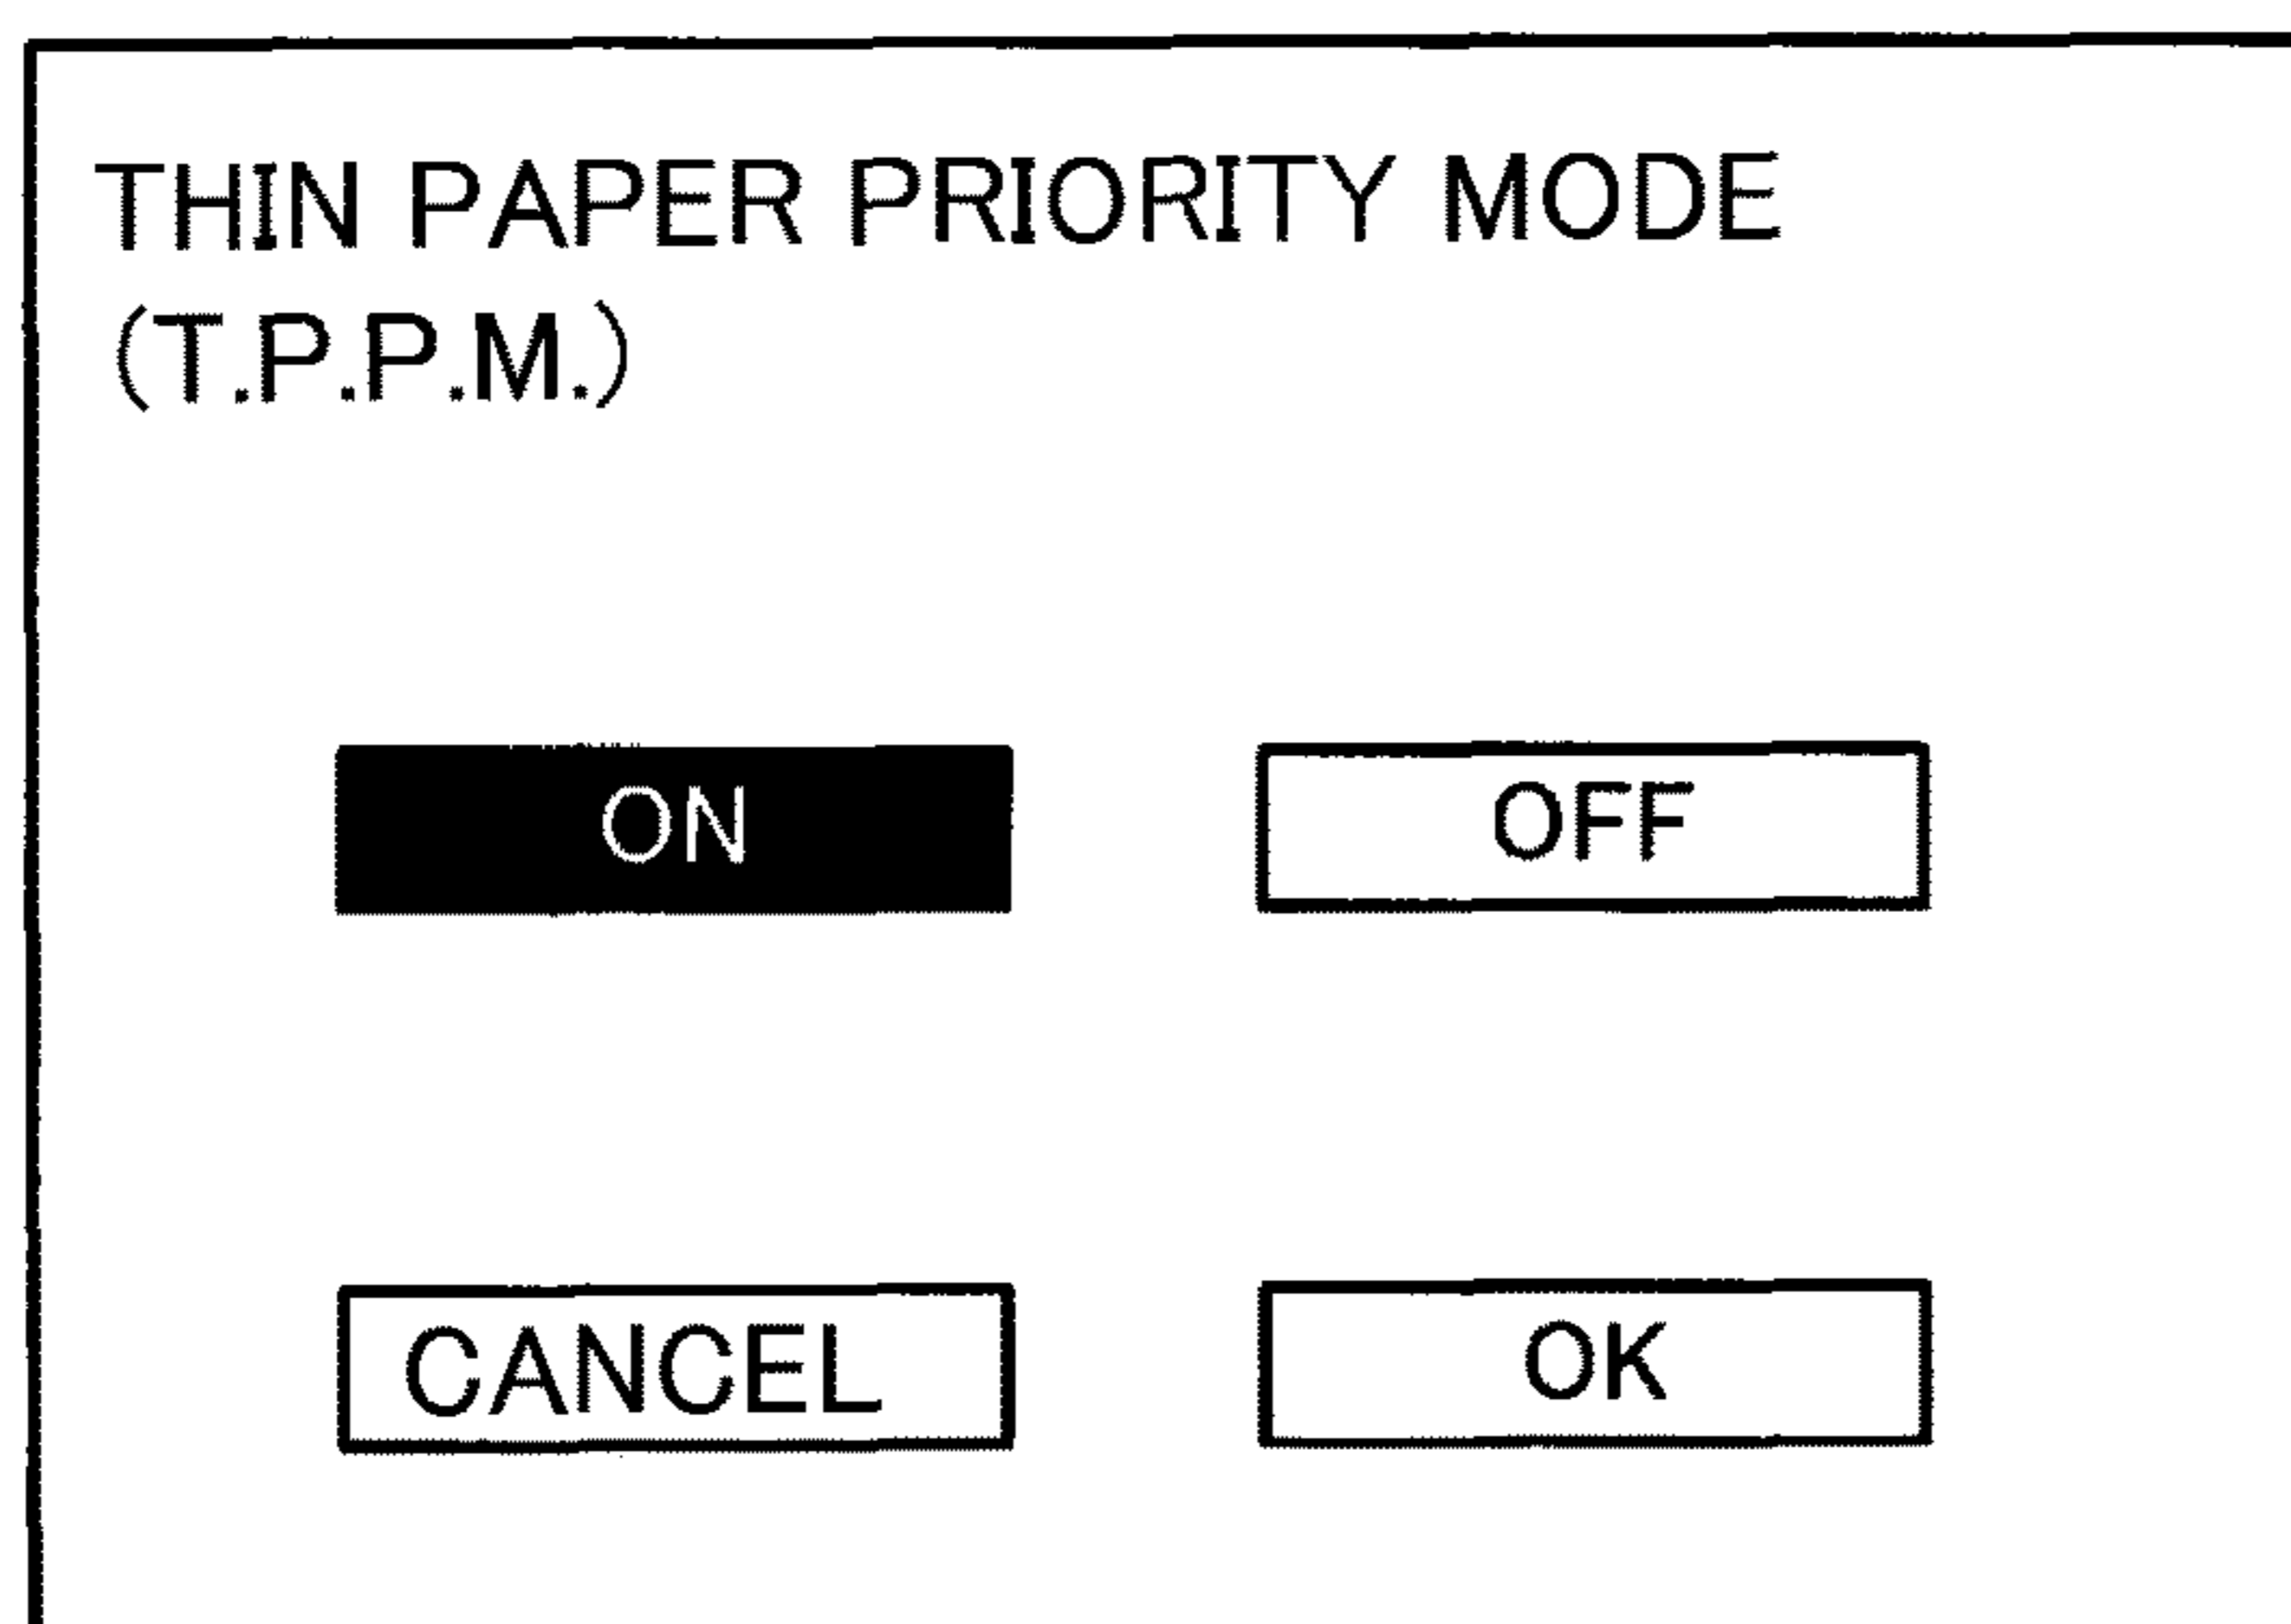 THIN PAPER PRIORITY MODE
(T.P.P.M.)
ON
OFF
CANCEL
OK